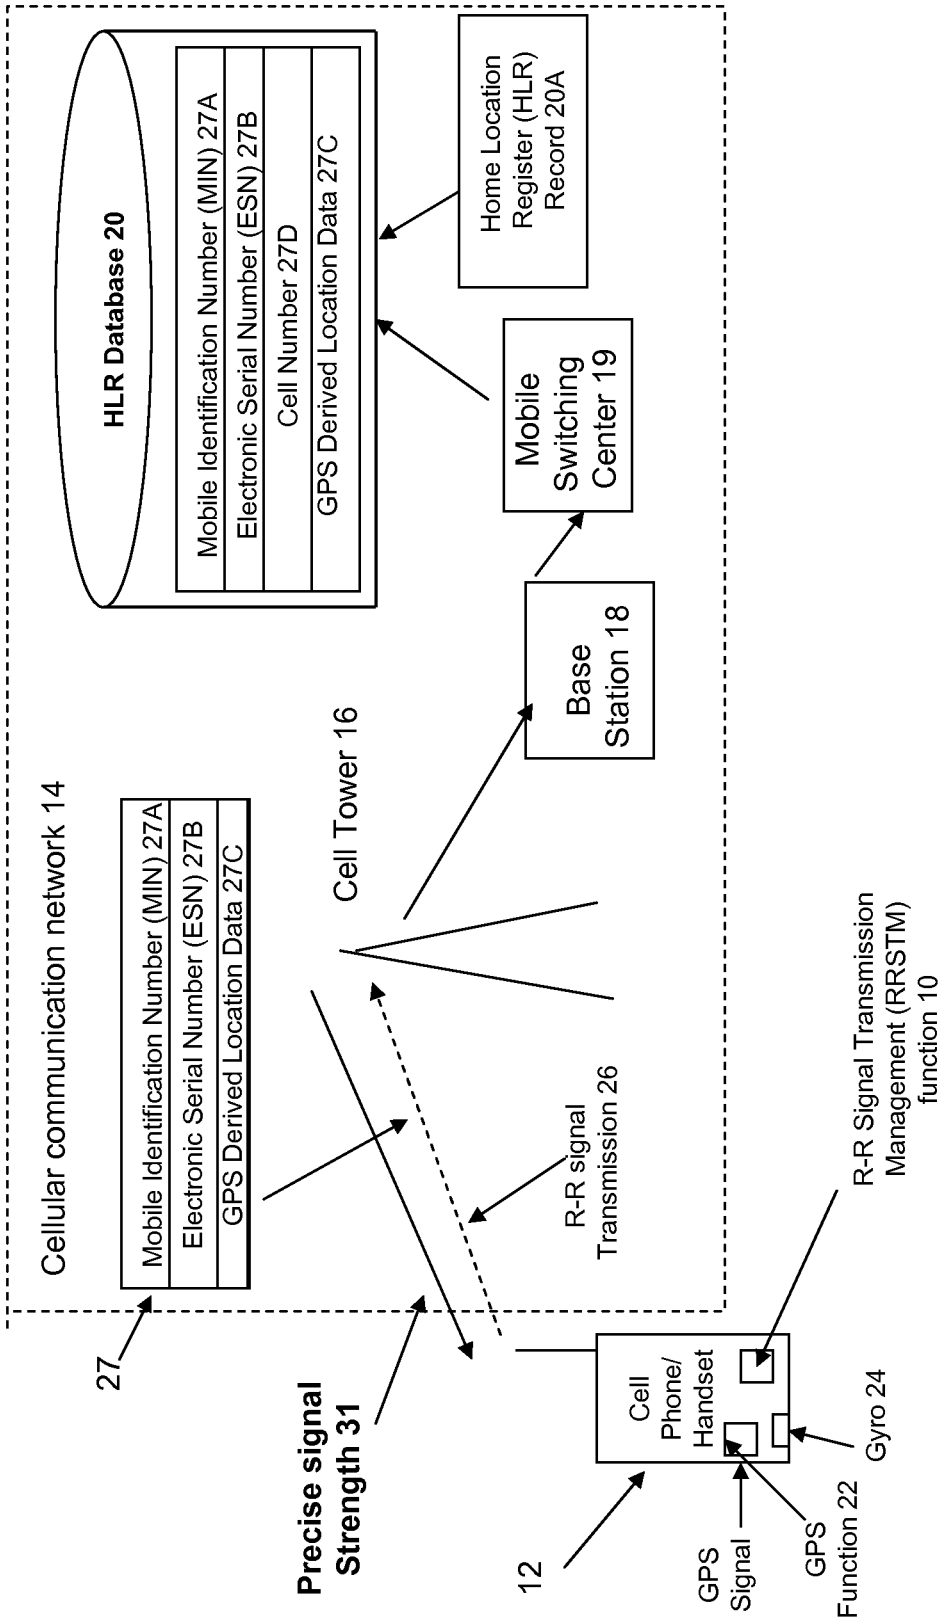 Cellular communication network 14
27
Mobile Identification Number (MIN) 27A
Electronic Serial Number (ESN) 27B
GPS Derived Location Data 27C
HLR Database 20
Mobile Identification Number (MIN) 27A
Electronic Serial Number (ESN) 27B
Cell Number 27D
GPS Derived Location Data 27C
Home Location
Register (HLR)
Record 20A
Precise signal
Strength 31
Cell Tower 16
Mobile
Switching
Center 19
Base
Station 18
R-R signal
Transmission 26
12
Cell
Phone/
Handset
GPS
Signal
GPS
Function 22
Gyro 24
R-R Signal Transmission
Management (RRSTM)
function 10